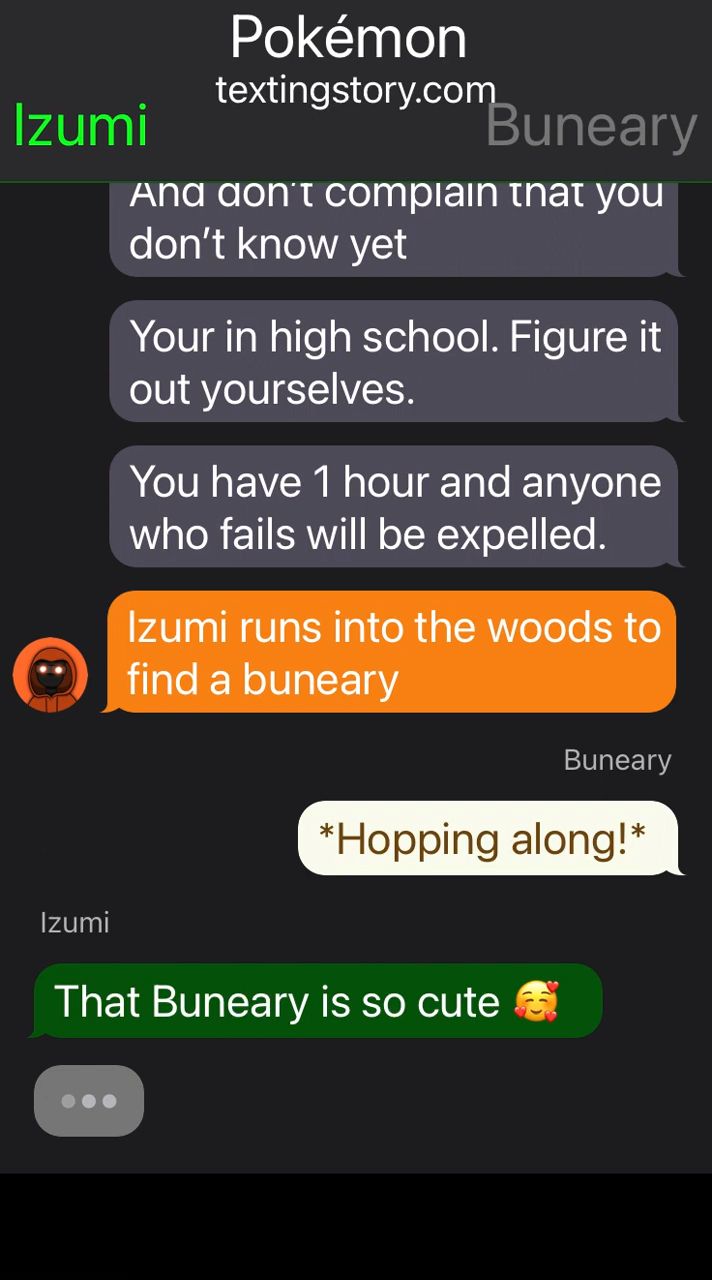 Pokémon
textingstory.com
Izumi
Buneary
And don't complain that you
don't know yet
Your in high school. Figure it
out yourselves.
You have 1 hour and anyone
who fails will be expelled.
Izumi runs into the woods to
find a buneary
Buneary
*Hopping along!*
Izumi
That Buneary is so cute 🥰